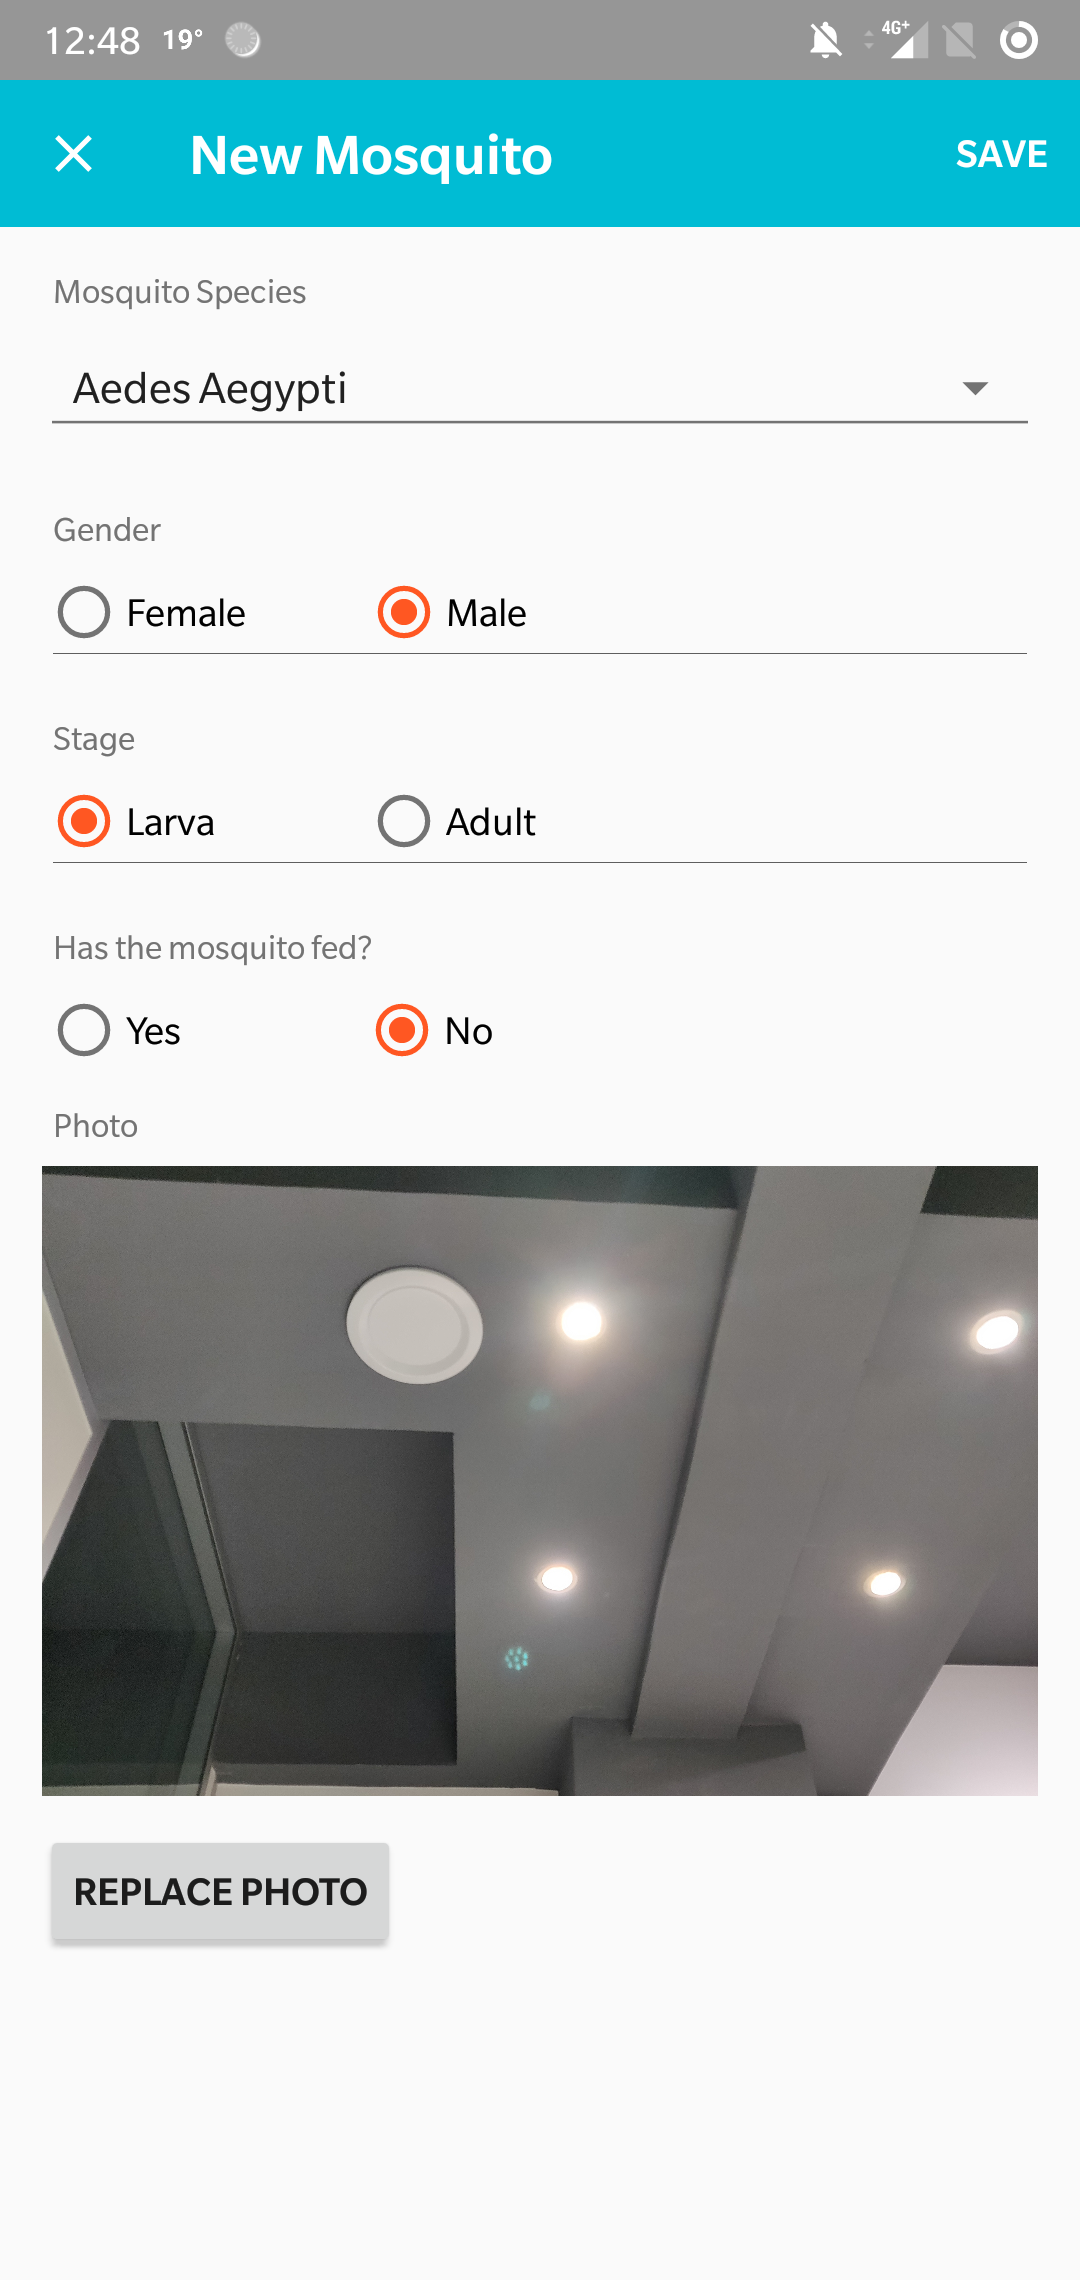 12:48 19° 4G+
New Mosquito SAVE
Mosquito Species
Aedes Aegypti
Gender
Female Male
Stage
Larva Adult
Has the mosquito fed?
Yes No
Photo
REPLACE PHOTO